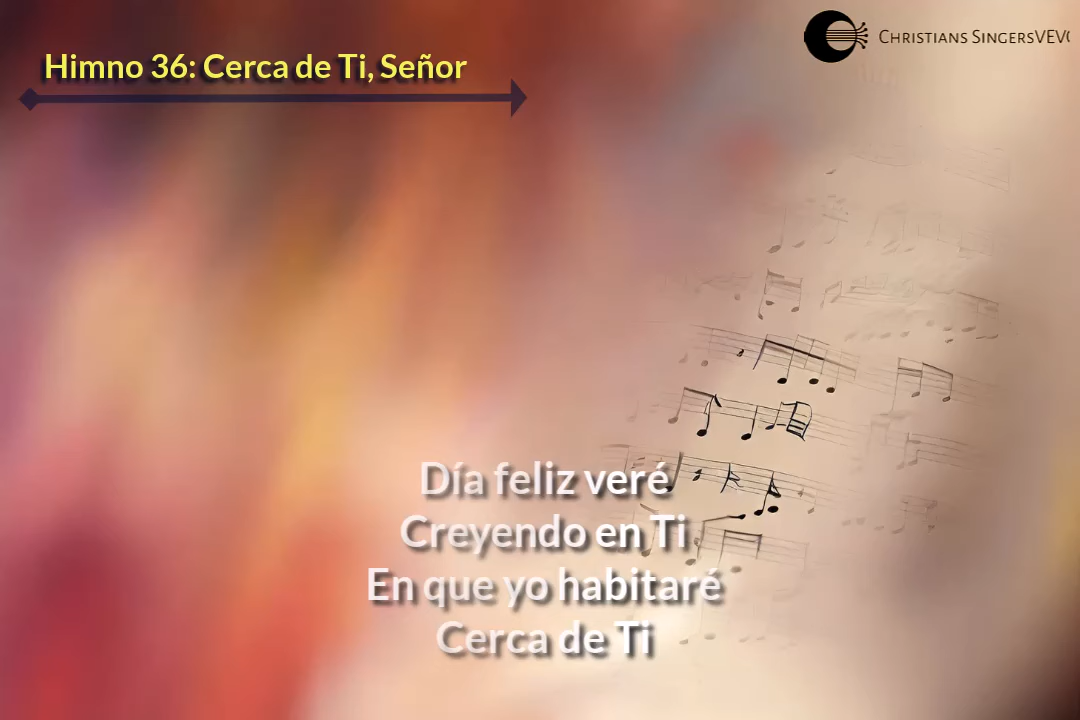 Christians SingersVEVO
Himno 36: Cerca de Ti, Señor
Día feliz veré
Creyendo en Ti
En que yo habitaré
Cerca de Ti